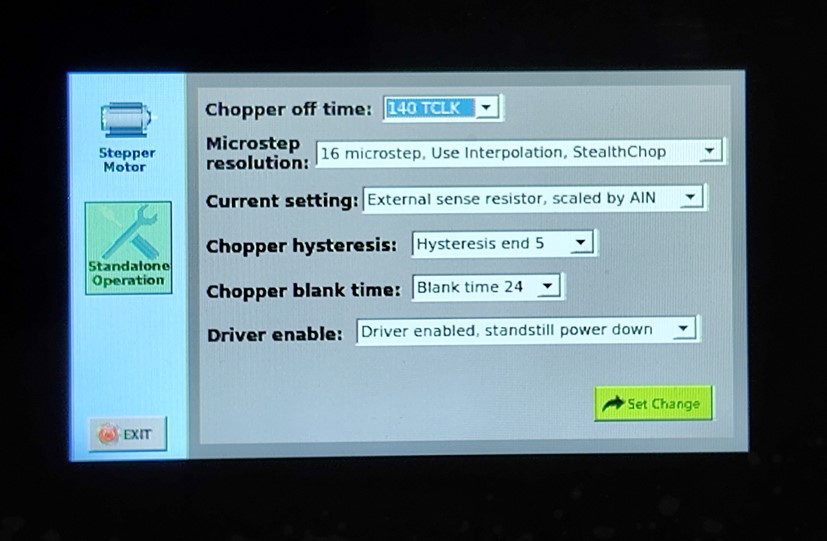 Chopper off time: 140 TCLK
Microstep
resolution: 16 microstep, Use Interpolation, StealthChop
Current setting: External sense resistor, scaled by AIN
Chopper hysteresis: Hysteresis end 5
Chopper blank time: Blank time 24
Driver enable: Driver enabled, standstill power down
Set Change
Stepper
Motor
Standalone
Operation
EXIT